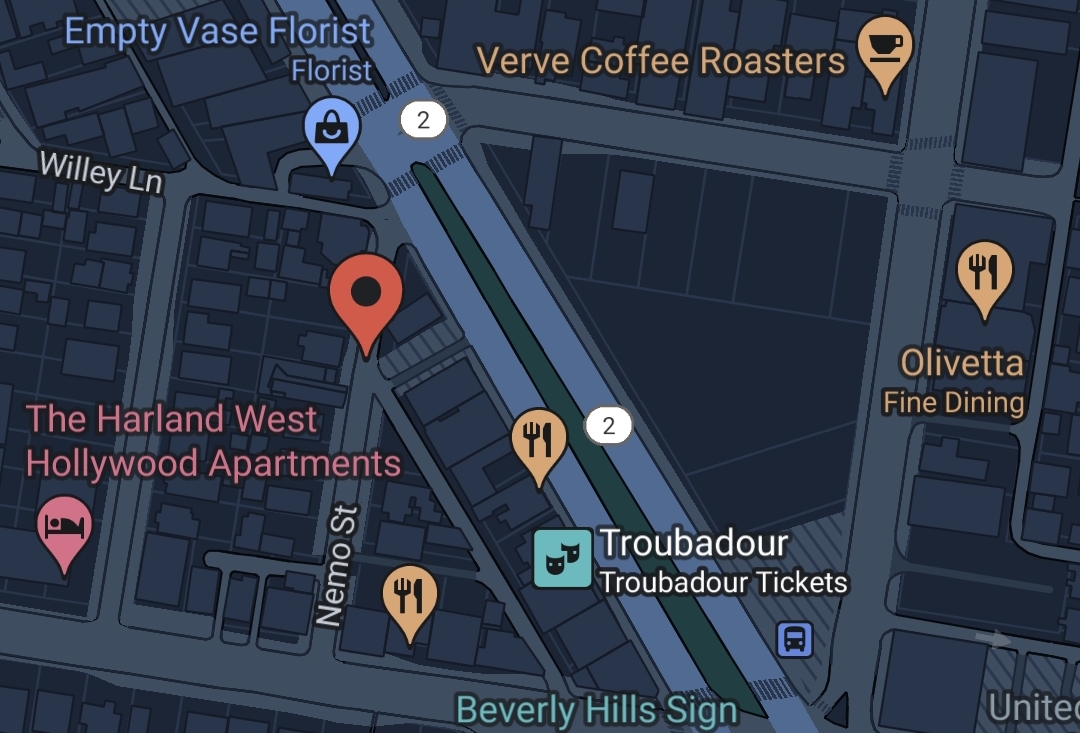 Empty Vase Florist
Florist
Verve Coffee Roasters
2
Willey Ln
Olivetta
Fine Dining
The Harland West
Hollywood Apartments
2
Nemo St
Troubadour
Troubadour Tickets
Beverly Hills Sign
United